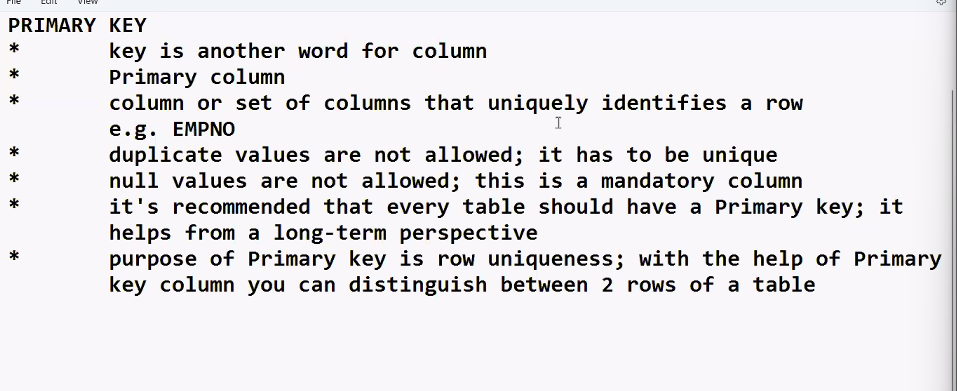 File Edit View
PRIMARY KEY
* key is another word for column
* Primary column
* column or set of columns that uniquely identifies a row
e.g. EMPNO
* duplicate values are not allowed; it has to be unique
* null values are not allowed; this is a mandatory column
* it's recommended that every table should have a Primary key; it
helps from a long-term perspective
* purpose of Primary key is row uniqueness; with the help of Primary
key column you can distinguish between 2 rows of a table